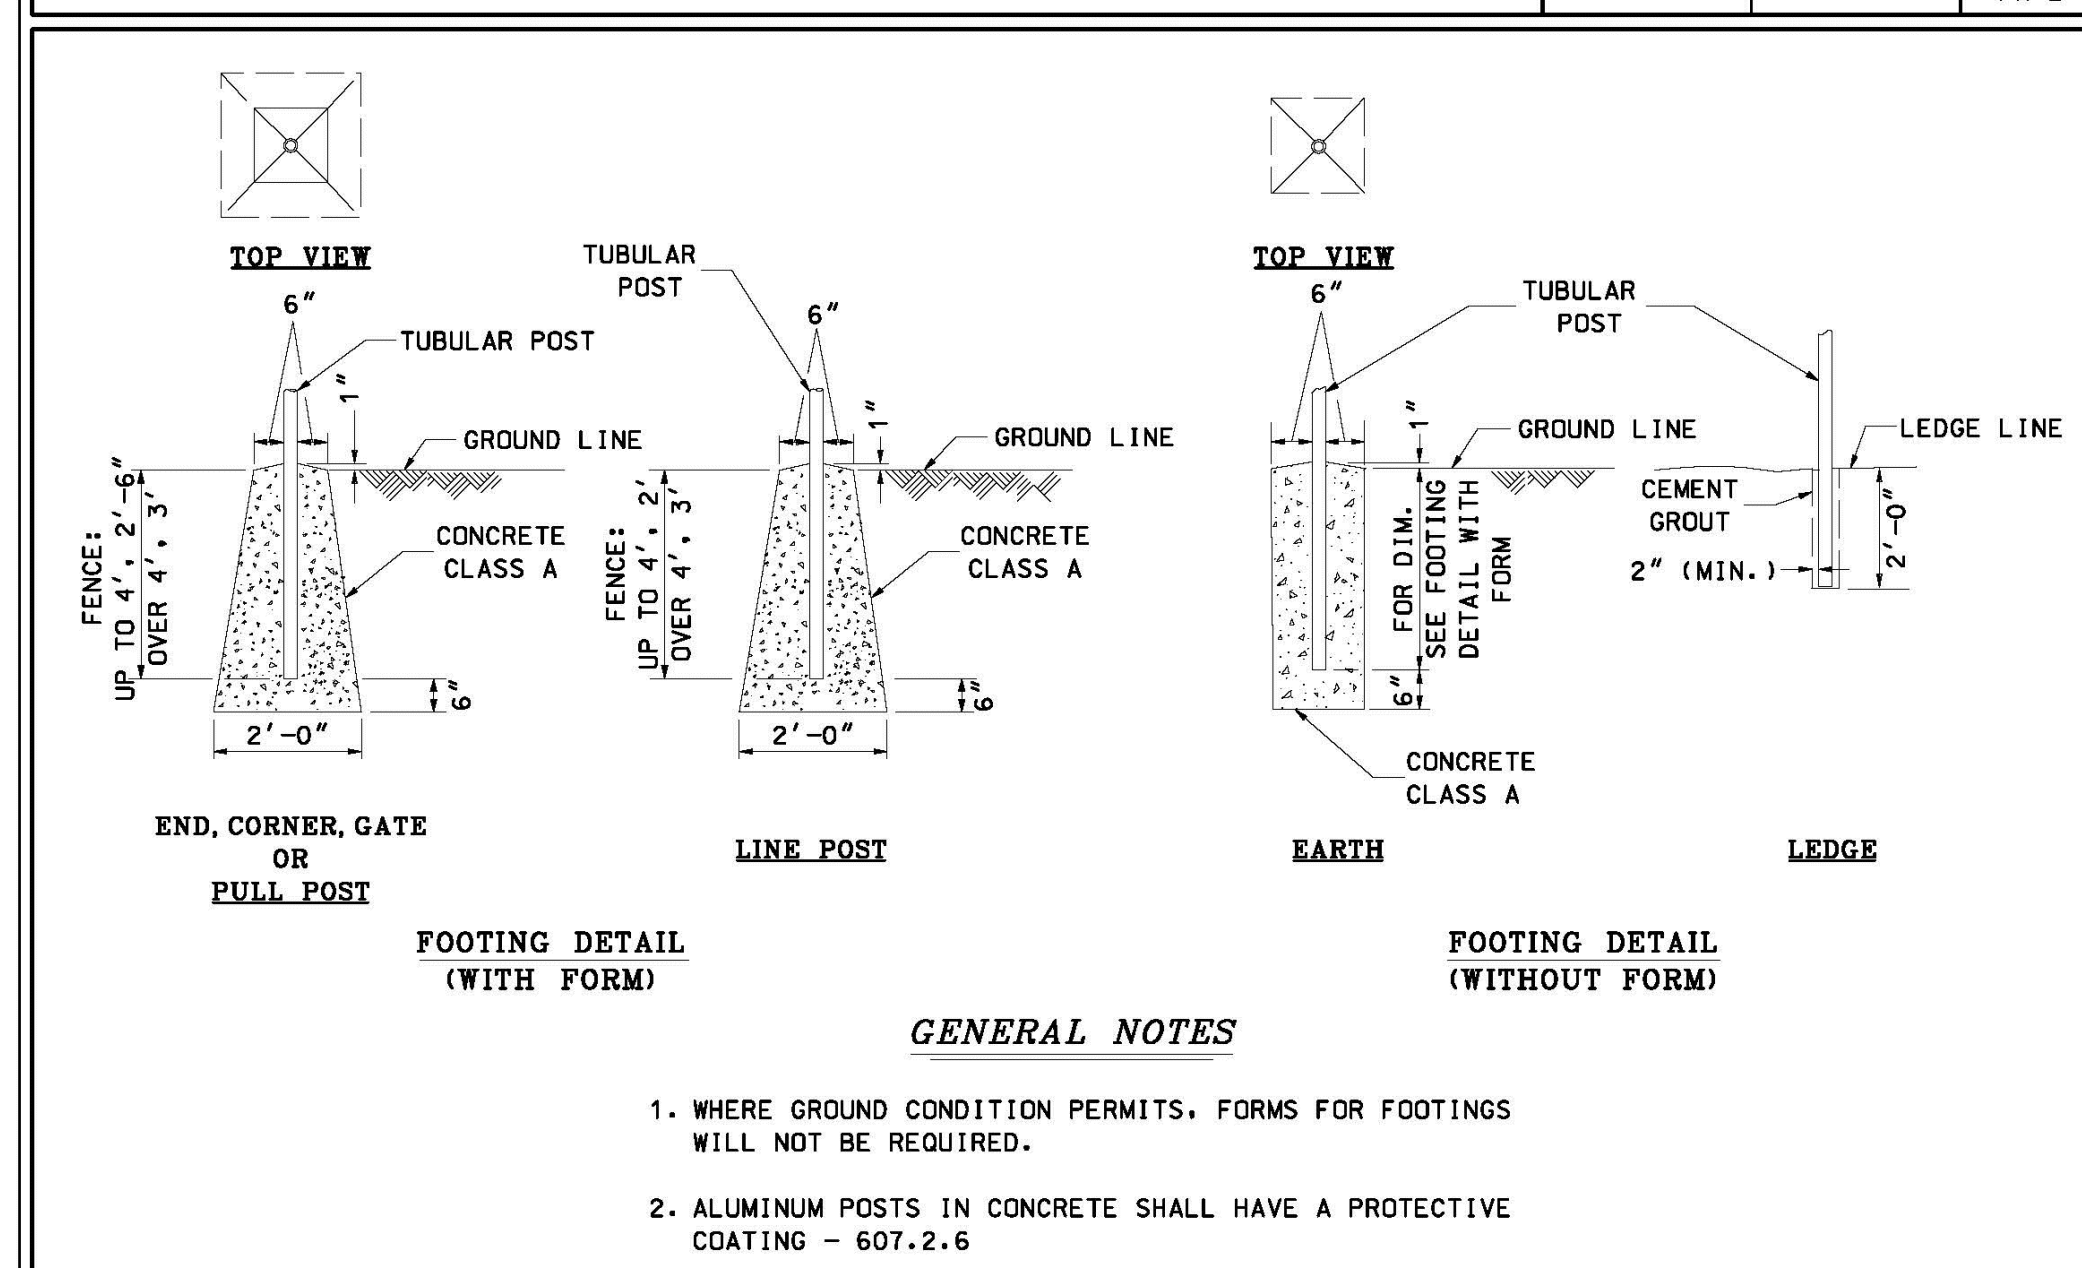 TOP VIEW
6"
TUBULAR POST
1"
GROUND LINE
FENCE:
UP TO 4', 2'-6"
OVER 4', 3'
CONCRETE
CLASS A
6"
2'-0"
END, CORNER, GATE
OR
PULL POST
TUBULAR
POST
6"
1"
GROUND LINE
FENCE:
UP TO 4', 2'
OVER 4', 3'
CONCRETE
CLASS A
6"
2'-0"
LINE POST
FOOTING DETAIL
(WITH FORM)
TOP VIEW
6"
TUBULAR
POST
1"
GROUND LINE
FOR DIM.
SEE FOOTING
DETAIL WITH
FORM
6"
CONCRETE
CLASS A
EARTH
LEDGE LINE
CEMENT
GROUT
2" (MIN.)
2'-0"
LEDGE
FOOTING DETAIL
(WITHOUT FORM)
GENERAL NOTES
1. WHERE GROUND CONDITION PERMITS, FORMS FOR FOOTINGS
WILL NOT BE REQUIRED.
2. ALUMINUM POSTS IN CONCRETE SHALL HAVE A PROTECTIVE
COATING - 607.2.6